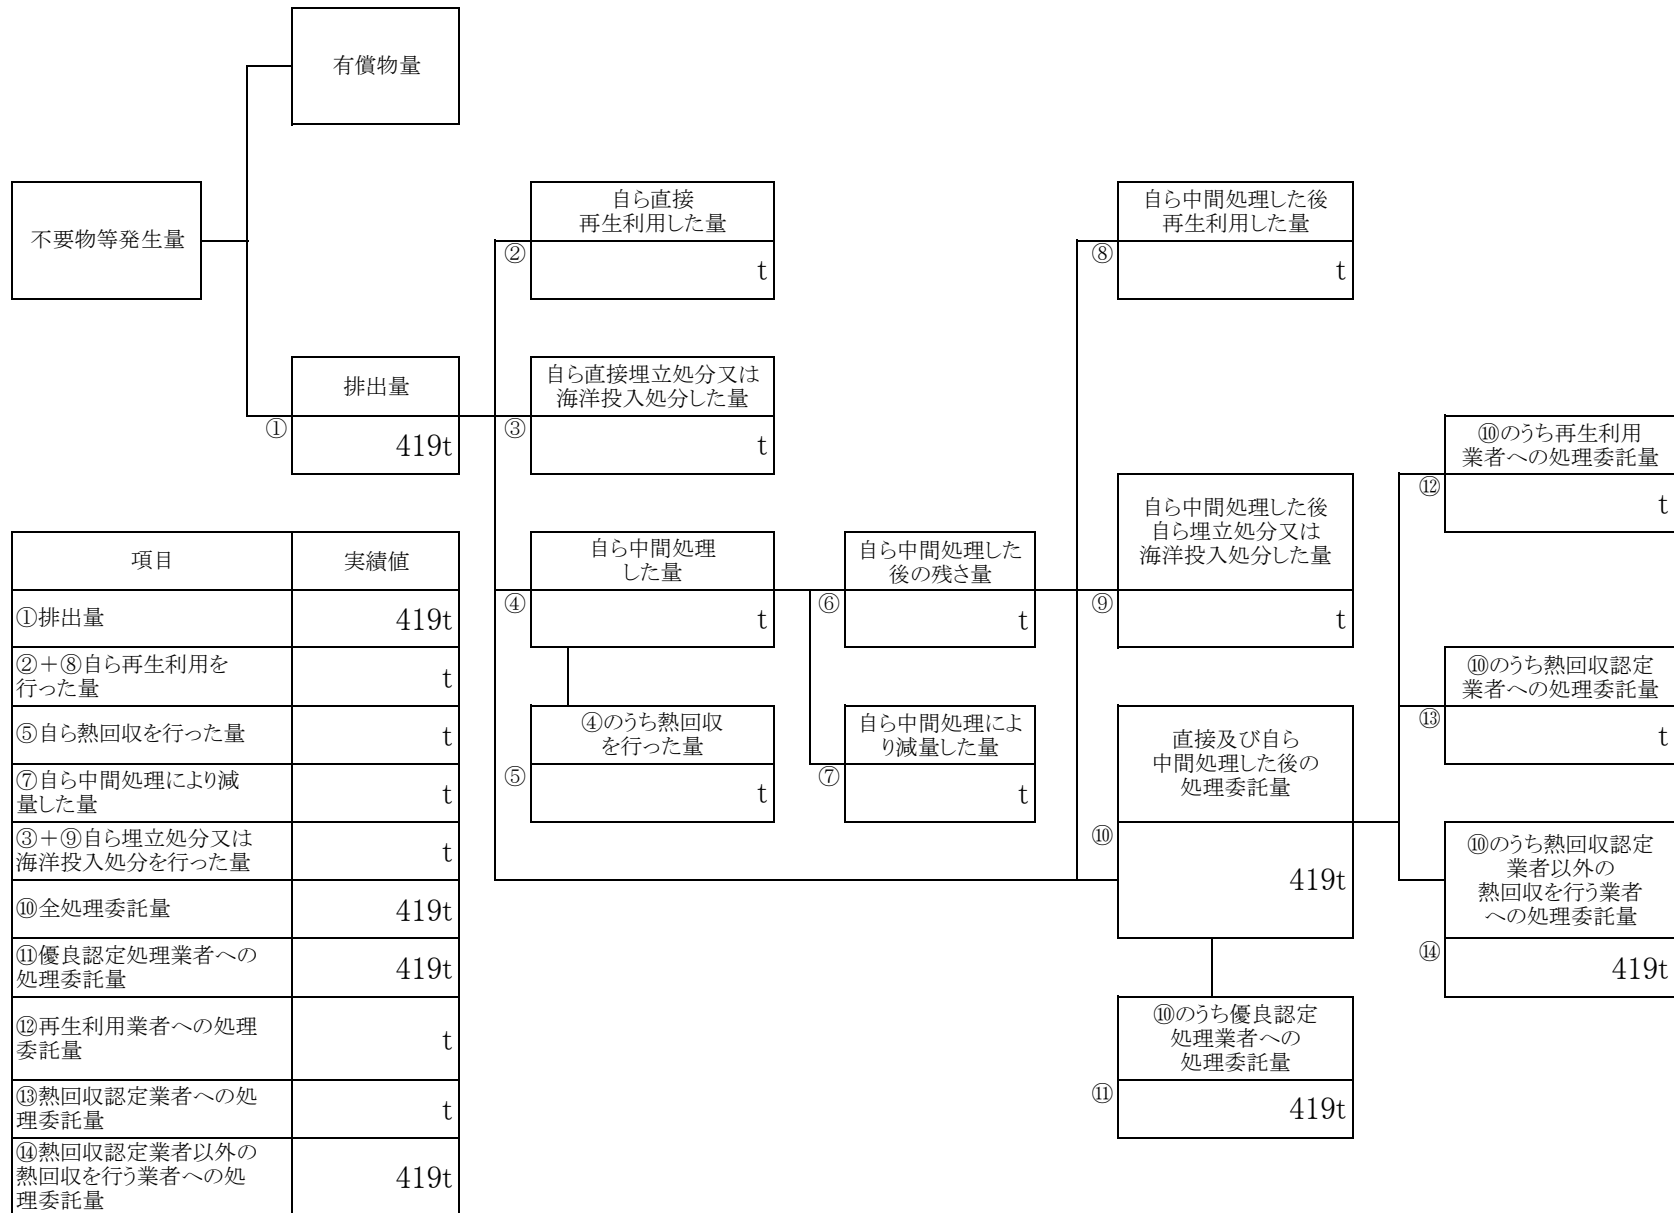 有償物量
不要物等発生量
自ら直接
再生利用した量
②
t
自ら中間処理した後
再生利用した量
⑧
t
排出量
①
419t
自ら直接埋立処分又は
海洋投入処分した量
③
t
⑩のうち再生利用
業者への処理委託量
⑫
t
自ら中間処理
した量
④
t
自ら中間処理した
後の残さ量
⑥
t
自ら中間処理した後
自ら埋立処分又は
海洋投入処分した量
⑨
t
⑩のうち熱回収認定
業者への処理委託量
⑬
t
④のうち熱回収
を行った量
⑤
t
自ら中間処理によ
り減量した量
⑦
t
直接及び自ら
中間処理した後の
処理委託量
⑩
419t
⑩のうち熱回収認定
業者以外の
熱回収を行う業者
への処理委託量
⑭
419t
⑩のうち優良認定
処理業者への
処理委託量
⑪
419t
項目
実績値
①排出量
419t
②＋⑧自ら再生利用を
行った量
t
⑤自ら熱回収を行った量
t
⑦自ら中間処理により減
量した量
t
③＋⑨自ら埋立処分又は
海洋投入処分を行った量
t
⑩全処理委託量
419t
⑪優良認定処理業者への
処理委託量
419t
⑫再生利用業者への処理
委託量
t
⑬熱回収認定業者への処
理委託量
t
⑭熱回収認定業者以外の
熱回収を行う業者への処
理委託量
419t